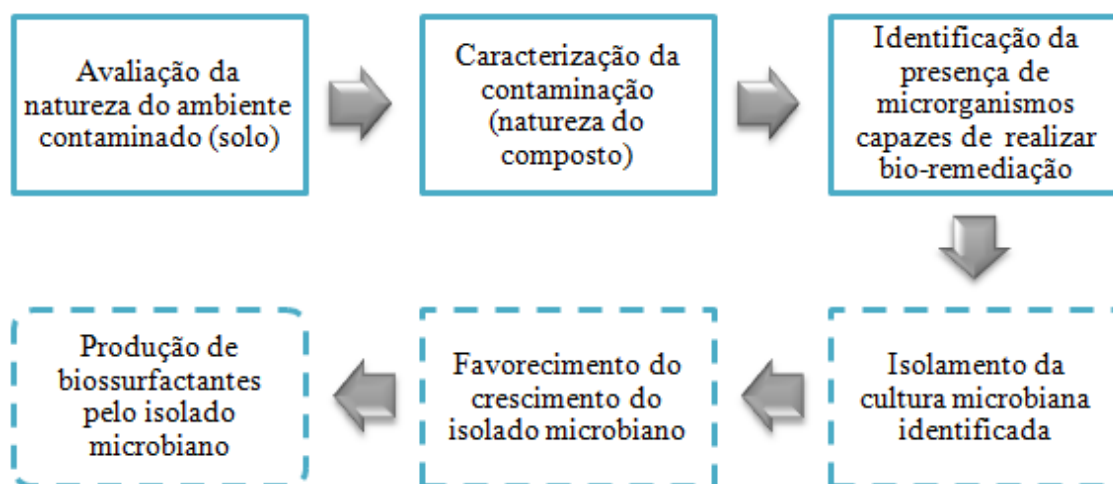 Avaliação da
natureza do ambiente
contaminado (solo)
Caracterização da
contaminação
(natureza do
composto)
Identificação da
presença de
microrganismos
capazes de realizar
bio-remediação
Isolamento da
cultura microbiana
identificada
Favorecimento do
crescimento do
isolado microbiano
Produção de
biossurfactantes
pelo isolado
microbiano